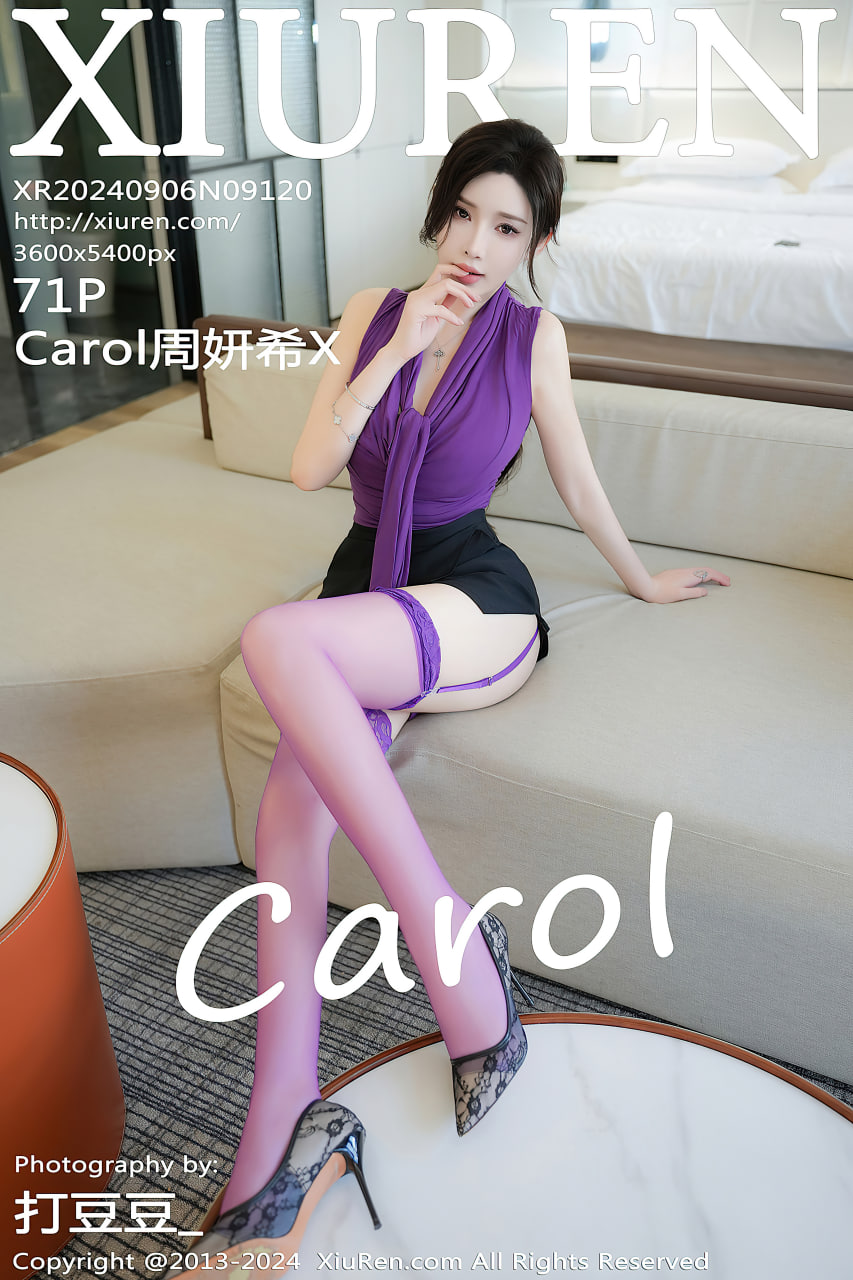 XIUREN
XR20240906N09120
http://xiuren.com/
3600x5400px
71P
Carol周妍希X
Carol
Photography by:
打豆豆_
Copyright @2013-2024 XiuRen.com All Rights Reserved